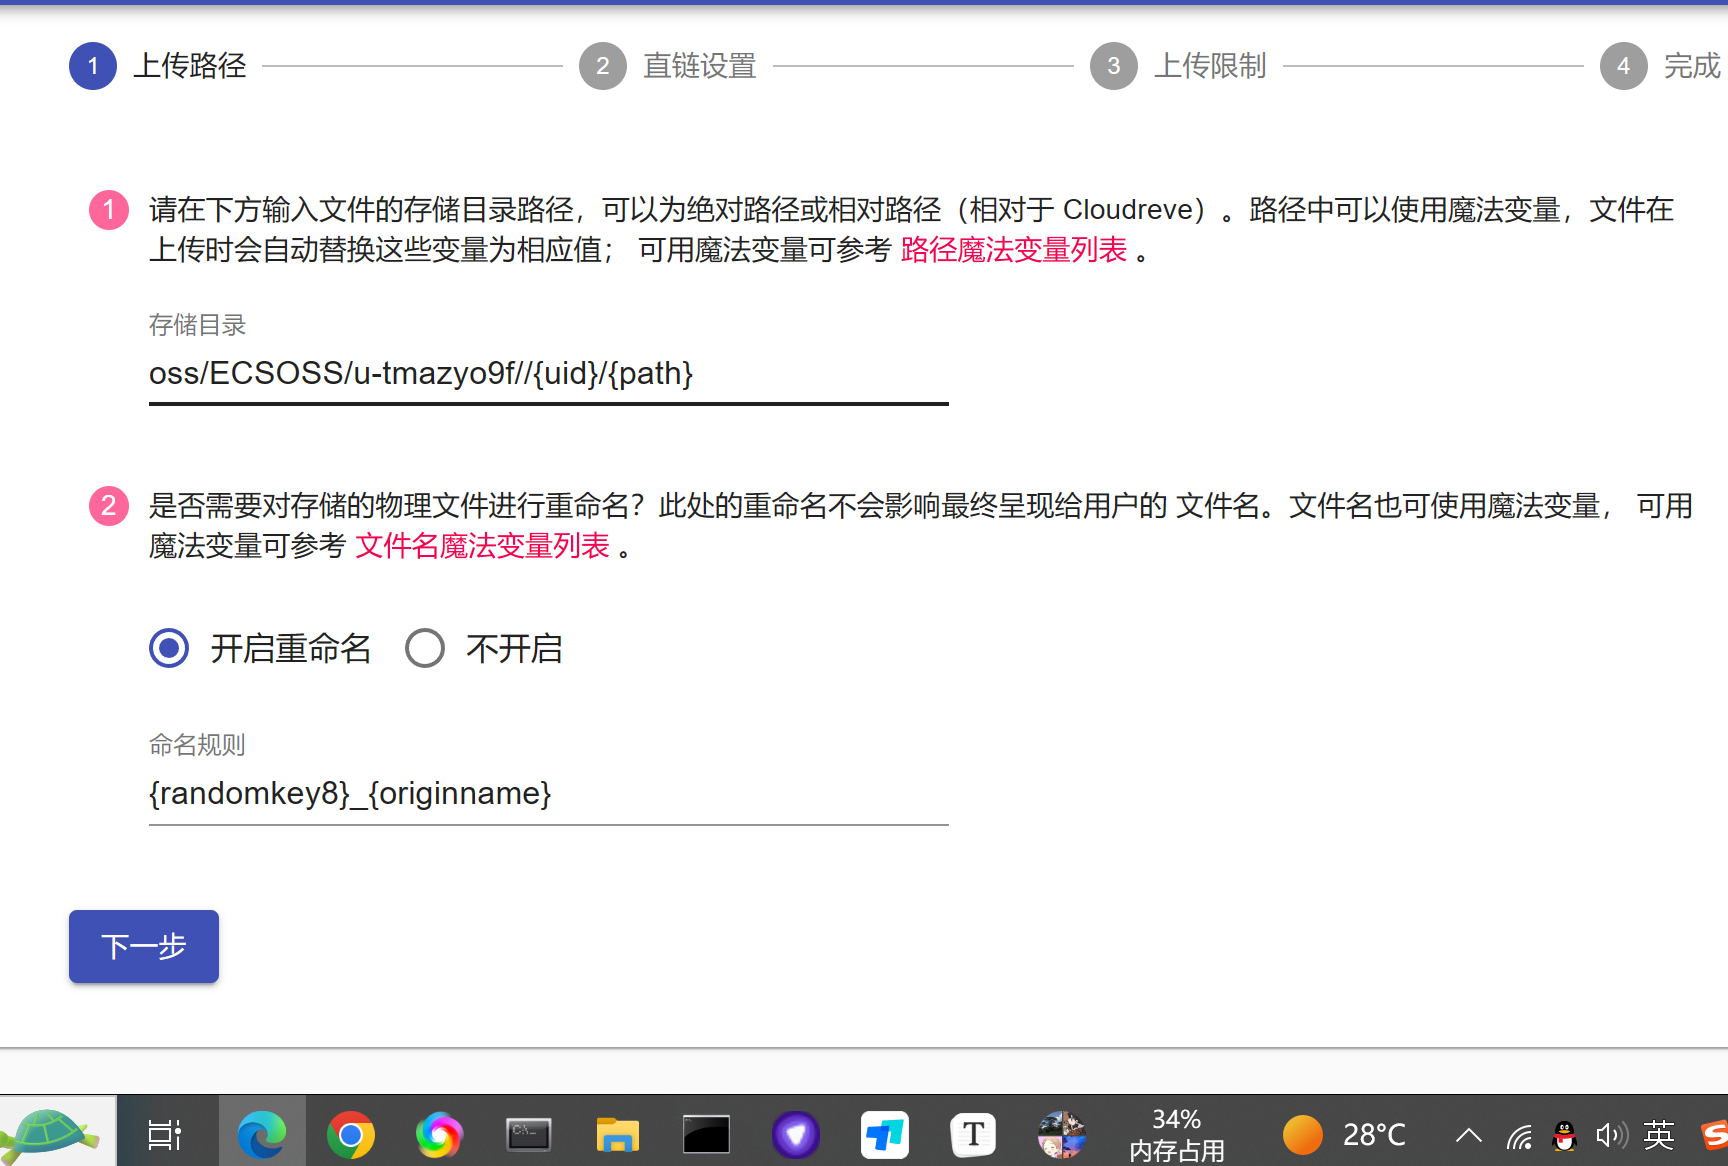 1 上传路径 2 直链设置 3 上传限制 4 完成
1 请在下方输入文件的存储目录路径，可以为绝对路径或相对路径（相对于 Cloudreve）。路径中可以使用魔法变量，文件在
上传时会自动替换这些变量为相应值； 可用魔法变量可参考 路径魔法变量列表 。
存储目录
oss/ECSOSS/u-tmazyo9f//{uid}/{path}
2 是否需要对存储的物理文件进行重命名？此处的重命名不会影响最终呈现给用户的 文件名。文件名也可使用魔法变量， 可用
魔法变量可参考 文件名魔法变量列表 。
开启重命名 不开启
命名规则
{randomkey8}_{originname}
下一步
34%
内存占用
28°C
英